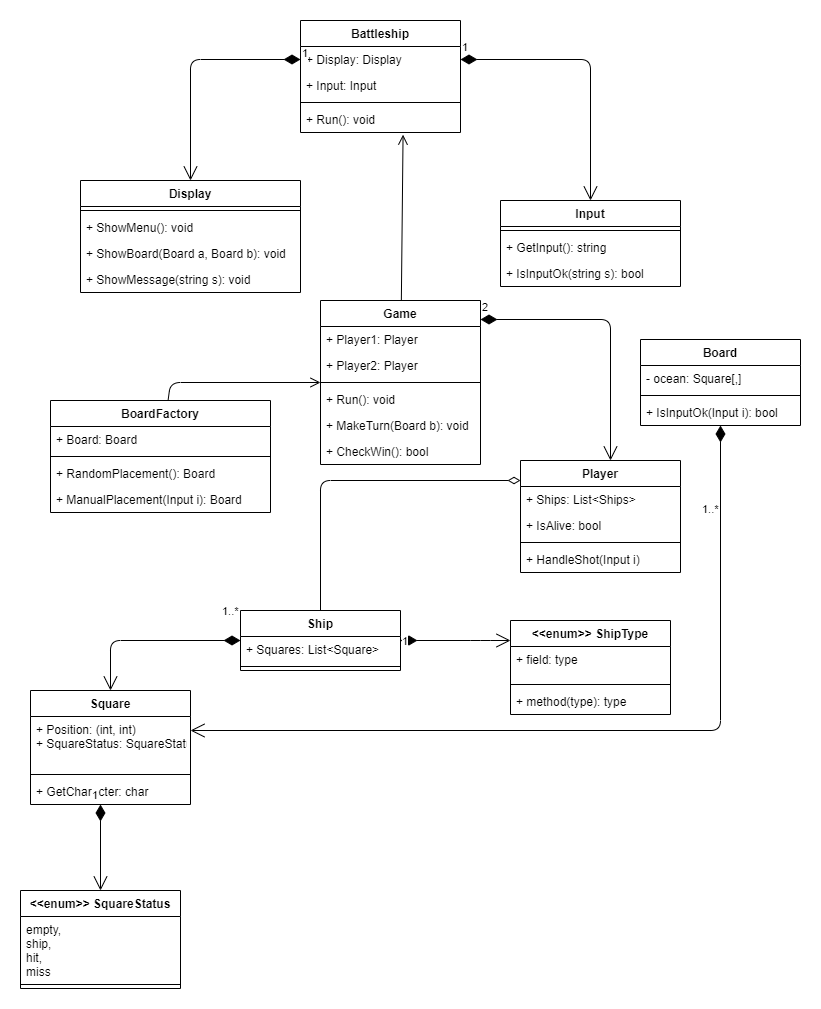 Battleship
1
1
+ Display: Display
+ Input: Input
+ Run(): void
Display
+ ShowMenu(): void
+ ShowBoard(Board a, Board b): void
+ ShowMessage(string s): void
Input
+ GetInput(): string
+ IsInputOk(string s): bool
Game
2
+ Player1: Player
+ Player2: Player
+ Run(): void
+ MakeTurn(Board b): void
+ CheckWin(): bool
Board
- ocean: Square[,]
+ IsInputOk(Input i): bool
1..*
BoardFactory
+ Board: Board
+ RandomPlacement(): Board
+ ManualPlacement(Input i): Board
Player
+ Ships: List<Ships>
+ IsAlive: bool
+ HandleShot(Input i)
1..*
Ship
+ Squares: List<Square>
1
<<enum>> ShipType
+ field: type
+ method(type): type
Square
+ Position: (int, int)
+ SquareStatus: SquareStat
+ GetCharacter: char
1
<<enum>> SquareStatus
empty,
ship,
hit,
miss